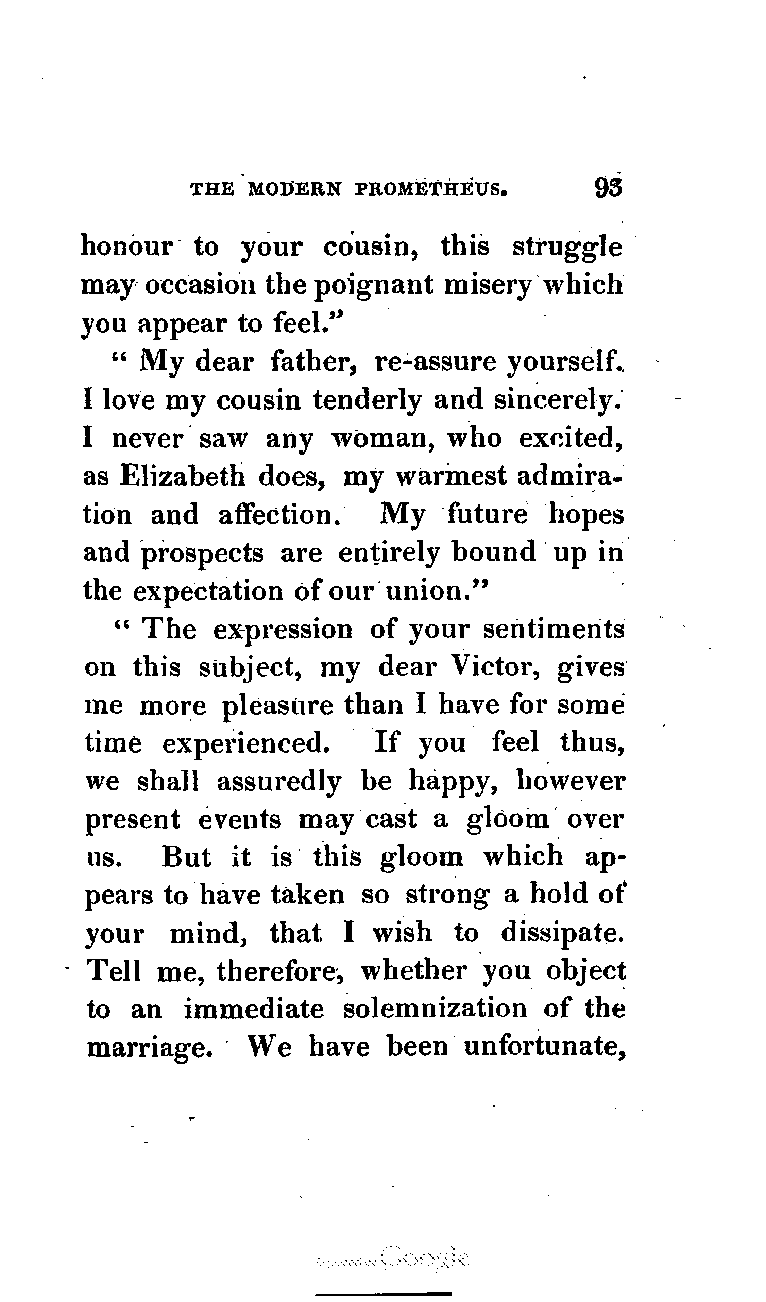 THE MODERN PROMETHEUS. 93
honour to your cousin, this struggle
may occasion the poignant misery which
you appear to feel."
" My dear father, re-assure yourself.
I love my cousin tenderly and sincerely.
I never saw any woman, who excited,
as Elizabeth does, my warmest admira-
tion and affection. My future hopes
and prospects are entirely bound up in
the expectation of our union."
" The expression of your sentiments
on this subject, my dear Victor, gives
me more pleasure than I have for some
time experienced. If you feel thus,
we shall assuredly be happy, however
present events may cast a gloom over
us. But it is this gloom which ap-
pears to have taken so strong a hold of
your mind, that I wish to dissipate.
Tell me, therefore, whether you object
to an immediate solemnization of the
marriage. We have been unfortunate,
Google